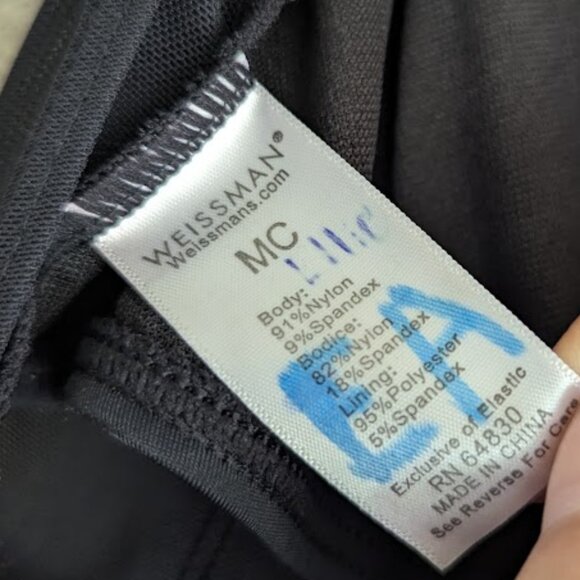 WEISSMAN®
Weissmans.com
MC
Body:
91%Nylon
9%Spandex
Bodice:
82%Nylon
18%Spandex
Lining:
95%Polyester
5%Spandex
Exclusive of Elastic
RN 64830
MADE IN CHINA
See Reverse For Care
EA